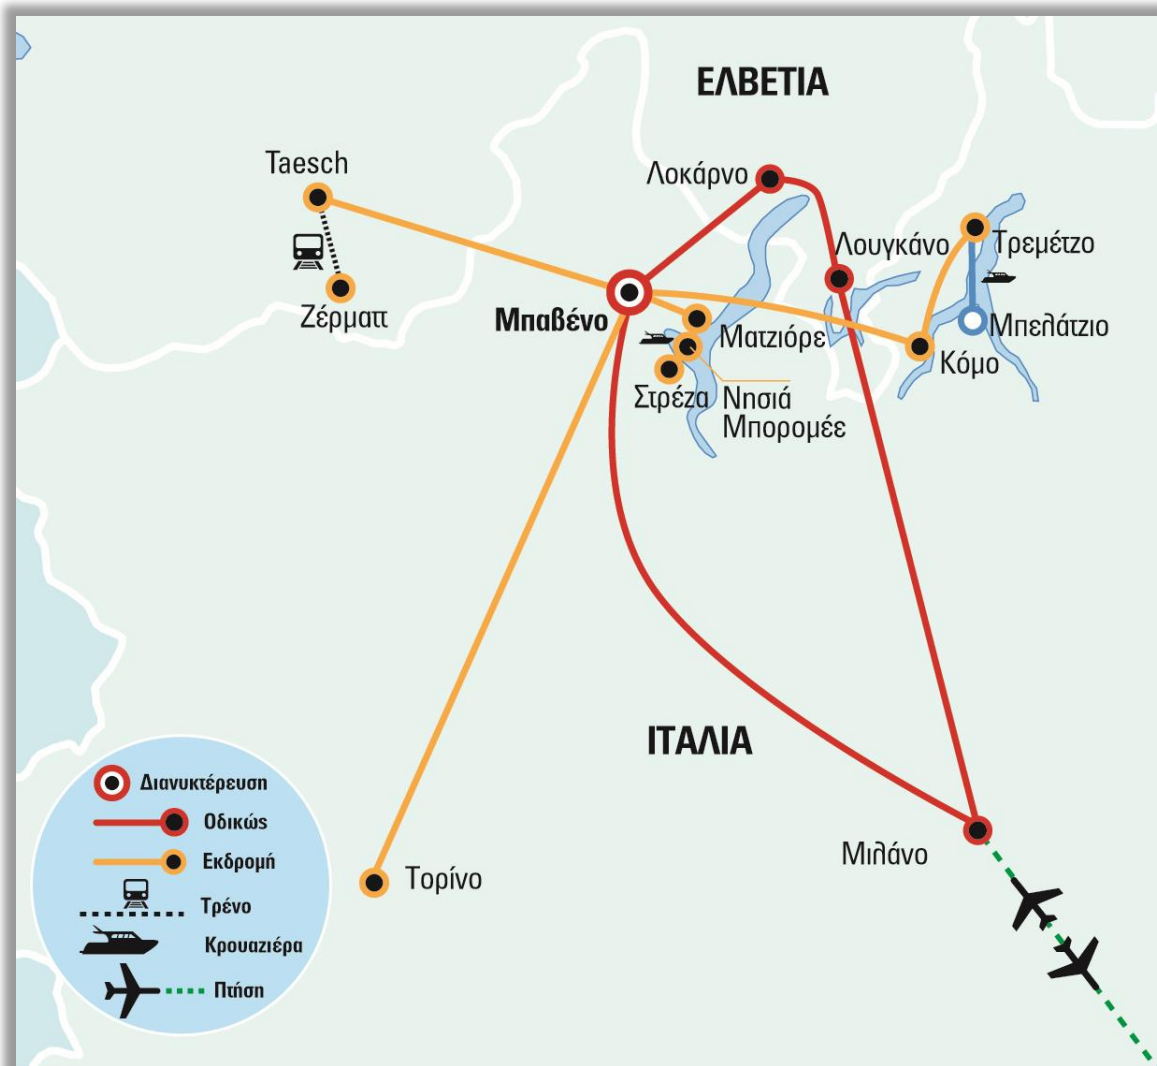 ΕΛΒΕΤΙΑ
Taesch
Λοκάρνο
Λουγκάνο
Τρεμέτζο
Ζέρματτ
Μπαβένο
Ματζιόρε
Μπελάτζιο
Κόμο
Στρέζα
Νησιά
Μπορομέε
ΙΤΑΛΙΑ
Μιλάνο
Τορίνο
Διανυκτέρευση
Οδικώς
Εκδρομή
Τρένο
Κρουαζιέρα
Πτήση